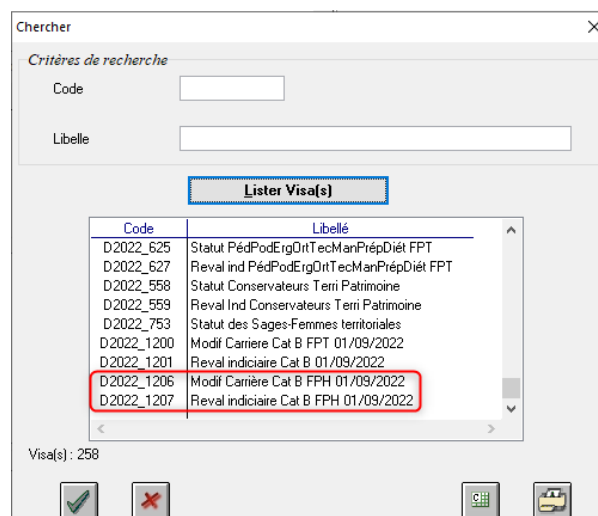 Chercher
Critères de recherche
Code
Libelle
Lister Visa(s)
Code Libellé
D2022_625 Statut PédPodErgOrtTecManPrépDiét FPT
D2022_627 Reval ind PédPodErgOrtTecManPrépDiét FPT
D2022_558 Statut Conservateurs Terri Patrimoine
D2022_559 Reval Ind Conservateurs Terri Patrimoine
D2022_753 Statut des Sages-Femmes territoriales
D2022_1200 Modif Carrière Cat B FPT 01/09/2022
D2022_1201 Reval indiciaire Cat B 01/09/2022
D2022_1206 Modif Carrière Cat B FPH 01/09/2022
D2022_1207 Reval indiciaire Cat B FPH 01/09/2022
Visa(s) : 258